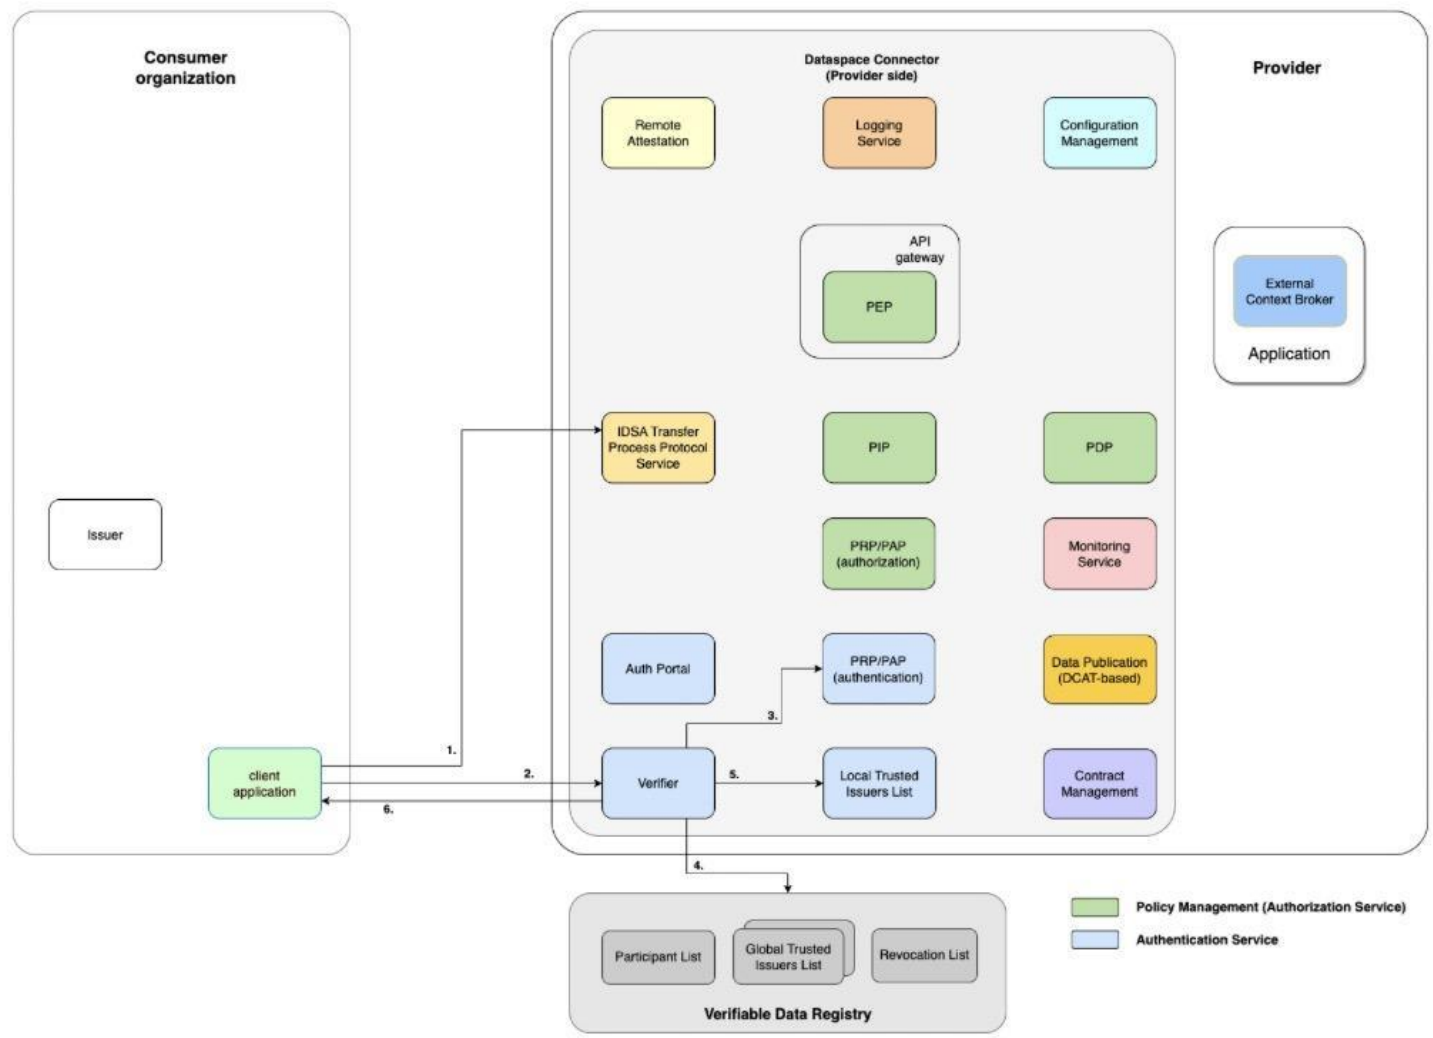 Consumer
organization
Dataspace Connector
(Provider side)
Provider
Remote
Attestation
Logging
Service
Configuration
Management
API
gateway
PEP
External
Context Broker
Application
IDSA Transfer
Process Protocol
Service
PIP
PDP
Issuer
PRP/PAP
(authorization)
Monitoring
Service
Auth Portal
PRP/PAP
(authentication)
Data Publication
(DCAT-based)
3.
1.
client
application
2.
Verifier
5.
Local Trusted
Issuers List
Contract
Management
6.
4.
Participant List
Global Trusted
Issuers List
Revocation List
Verifiable Data Registry
Policy Management (Authorization Service)
Authentication Service